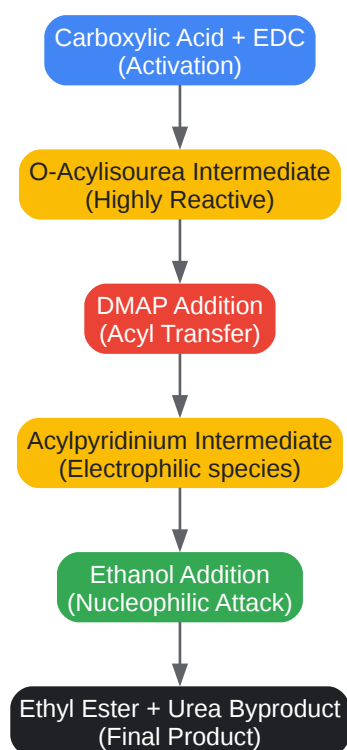 Carboxylic Acid + EDC
(Activation)
O-Acylisourea Intermediate
(Highly Reactive)
DMAP Addition
(Acyl Transfer)
Acylpyridinium Intermediate
(Electrophilic species)
Ethanol Addition
(Nucleophilic Attack)
Ethyl Ester + Urea Byproduct
(Final Product)